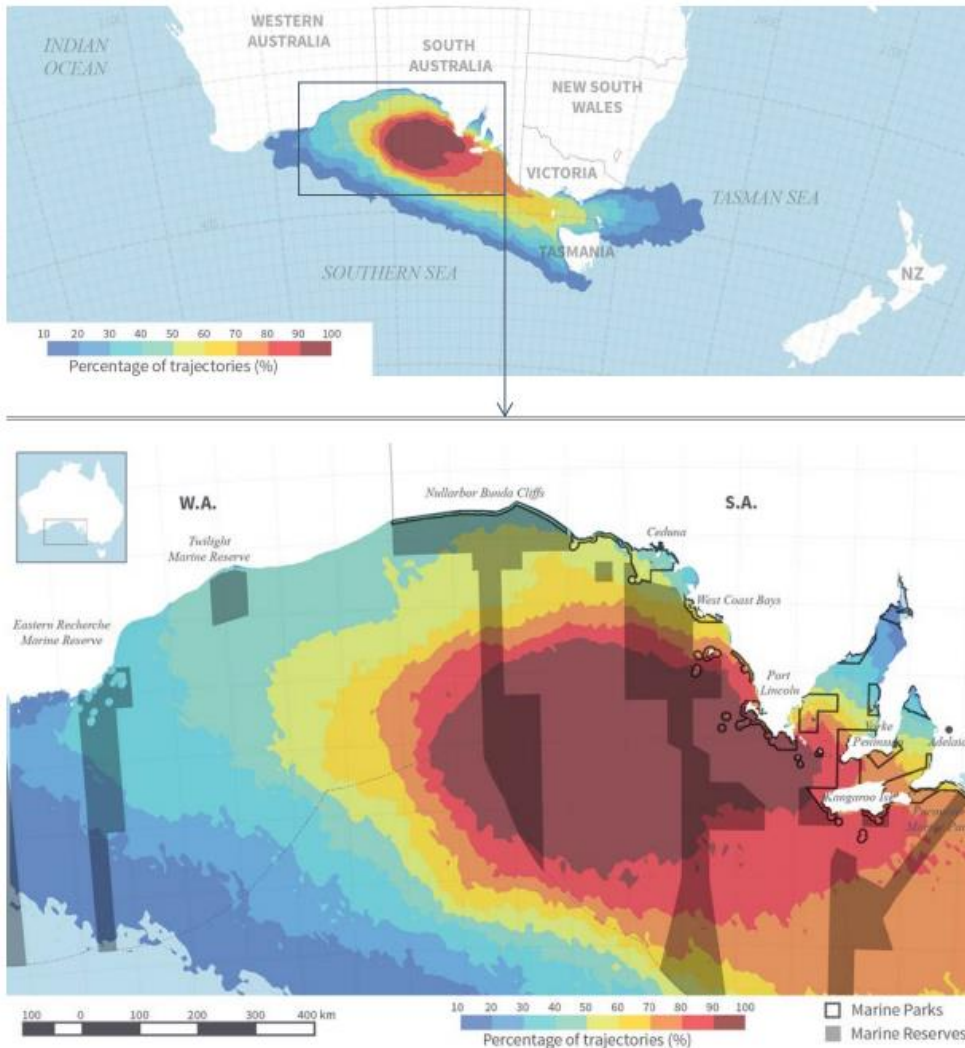 WESTERN
AUSTRALIA
INDIAN
OCEAN
SOUTH
AUSTRALIA
NEW SOUTH
WALES
VICTORIA
TASMAN SEA
TASMANIA
SOUTHERN SEA
NZ
10 20 30 40 50 60 70 80 90 100
Percentage of trajectories (%)
W.A.
Nullarbor Bunda Cliffs
S.A.
Twilight
Marine Reserve
Ceduna
West Coast Bays
Eastern Recherche
Marine Reserve
Port
Lincoln
Yorke
Peninsula
Adelaid
Kangaroo Isl
100 0 100 200 300 400 km
10 20 30 40 50 60 70 80 90 100
Percentage of trajectories (%)
Marine Parks
Marine Reserves